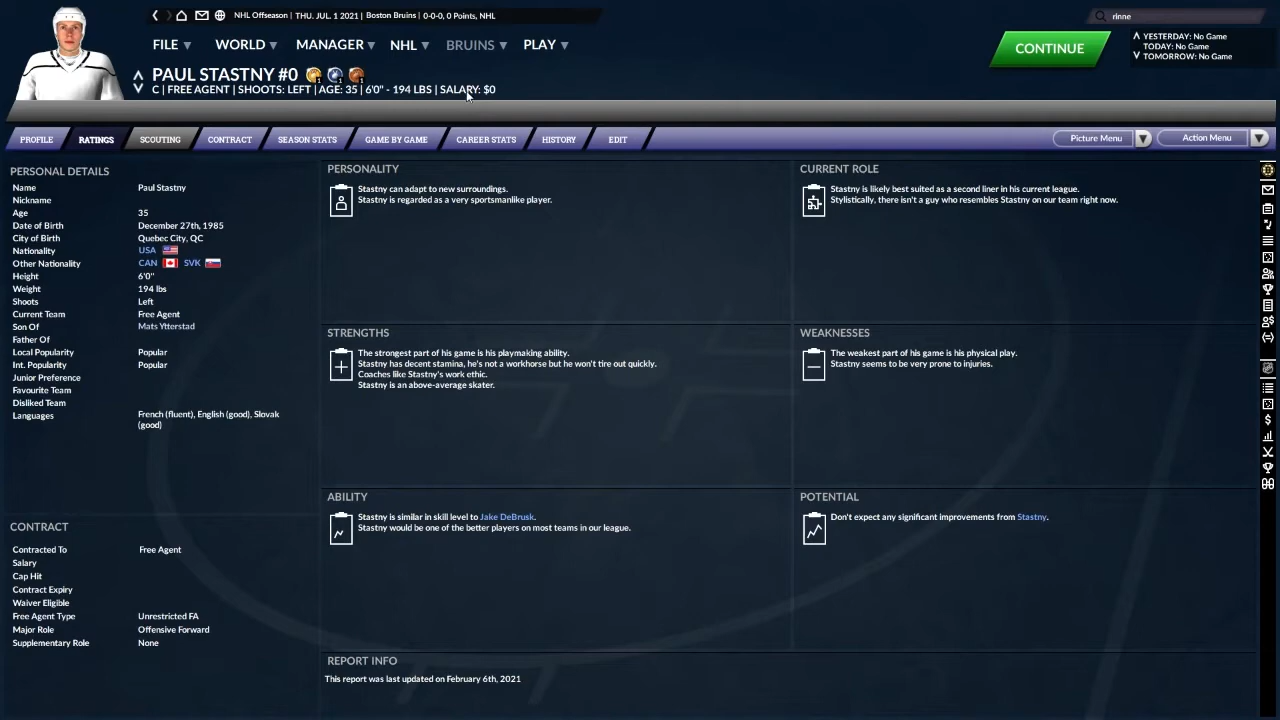 NHL Offseason | THU. JUL. 1 2021 | Boston Bruins | 0-0-0, 0 Points, NHL
rinne
FILE WORLD MANAGER NHL BRUINS PLAY
CONTINUE
YESTERDAY: No Game
TODAY: No Game
TOMORROW: No Game
PAUL STASTNY #0
1 1 1
C | FREE AGENT | SHOOTS: LEFT | AGE: 35 | 6'0" - 194 LBS | SALARY: $0
PROFILE RATINGS SCOUTING CONTRACT SEASON STATS GAME BY GAME CAREER STATS HISTORY EDIT Picture Menu Action Menu
PERSONAL DETAILS
Name Paul Stastny
Nickname
Age 35
Date of Birth December 27th, 1985
City of Birth Quebec City, QC
Nationality USA
Other Nationality CAN SVK
Height 6'0"
Weight 194 lbs
Shoots Left
Current Team Free Agent
Son Of Mats Ytterstad
Father Of
Local Popularity Popular
Int. Popularity Popular
Junior Preference
Favourite Team
Disliked Team
Languages French (fluent), English (good), Slovak
(good)
CONTRACT
Contracted To Free Agent
Salary
Cap Hit
Contract Expiry
Waiver Eligible
Free Agent Type Unrestricted FA
Major Role Offensive Forward
Supplementary Role None
PERSONALITY
Stastny can adapt to new surroundings.
Stastny is regarded as a very sportsmanlike player.
CURRENT ROLE
Stastny is likely best suited as a second liner in his current league.
Stylistically, there isn't a guy who resembles Stastny on our team right now.
STRENGTHS
The strongest part of his game is his playmaking ability.
Stastny has decent stamina, he's not a workhorse but he won't tire out quickly.
Coaches like Stastny's work ethic.
Stastny is an above-average skater.
WEAKNESSES
The weakest part of his game is his physical play.
Stastny seems to be very prone to injuries.
ABILITY
Stastny is similar in skill level to Jake DeBrusk.
Stastny would be one of the better players on most teams in our league.
POTENTIAL
Don't expect any significant improvements from Stastny.
REPORT INFO
This report was last updated on February 6th, 2021